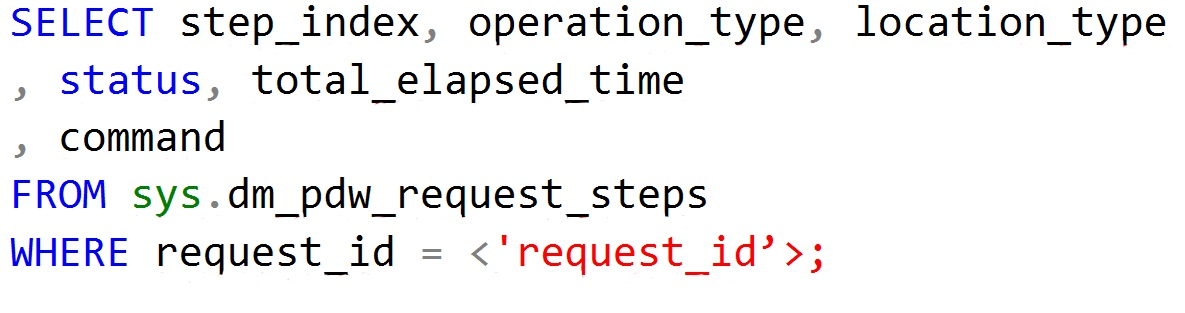 SELECT step_index, operation_type, location_type
, status, total_elapsed_time
, command
FROM sys.dm_pdw_request_steps
WHERE request_id = <'request_id’>;